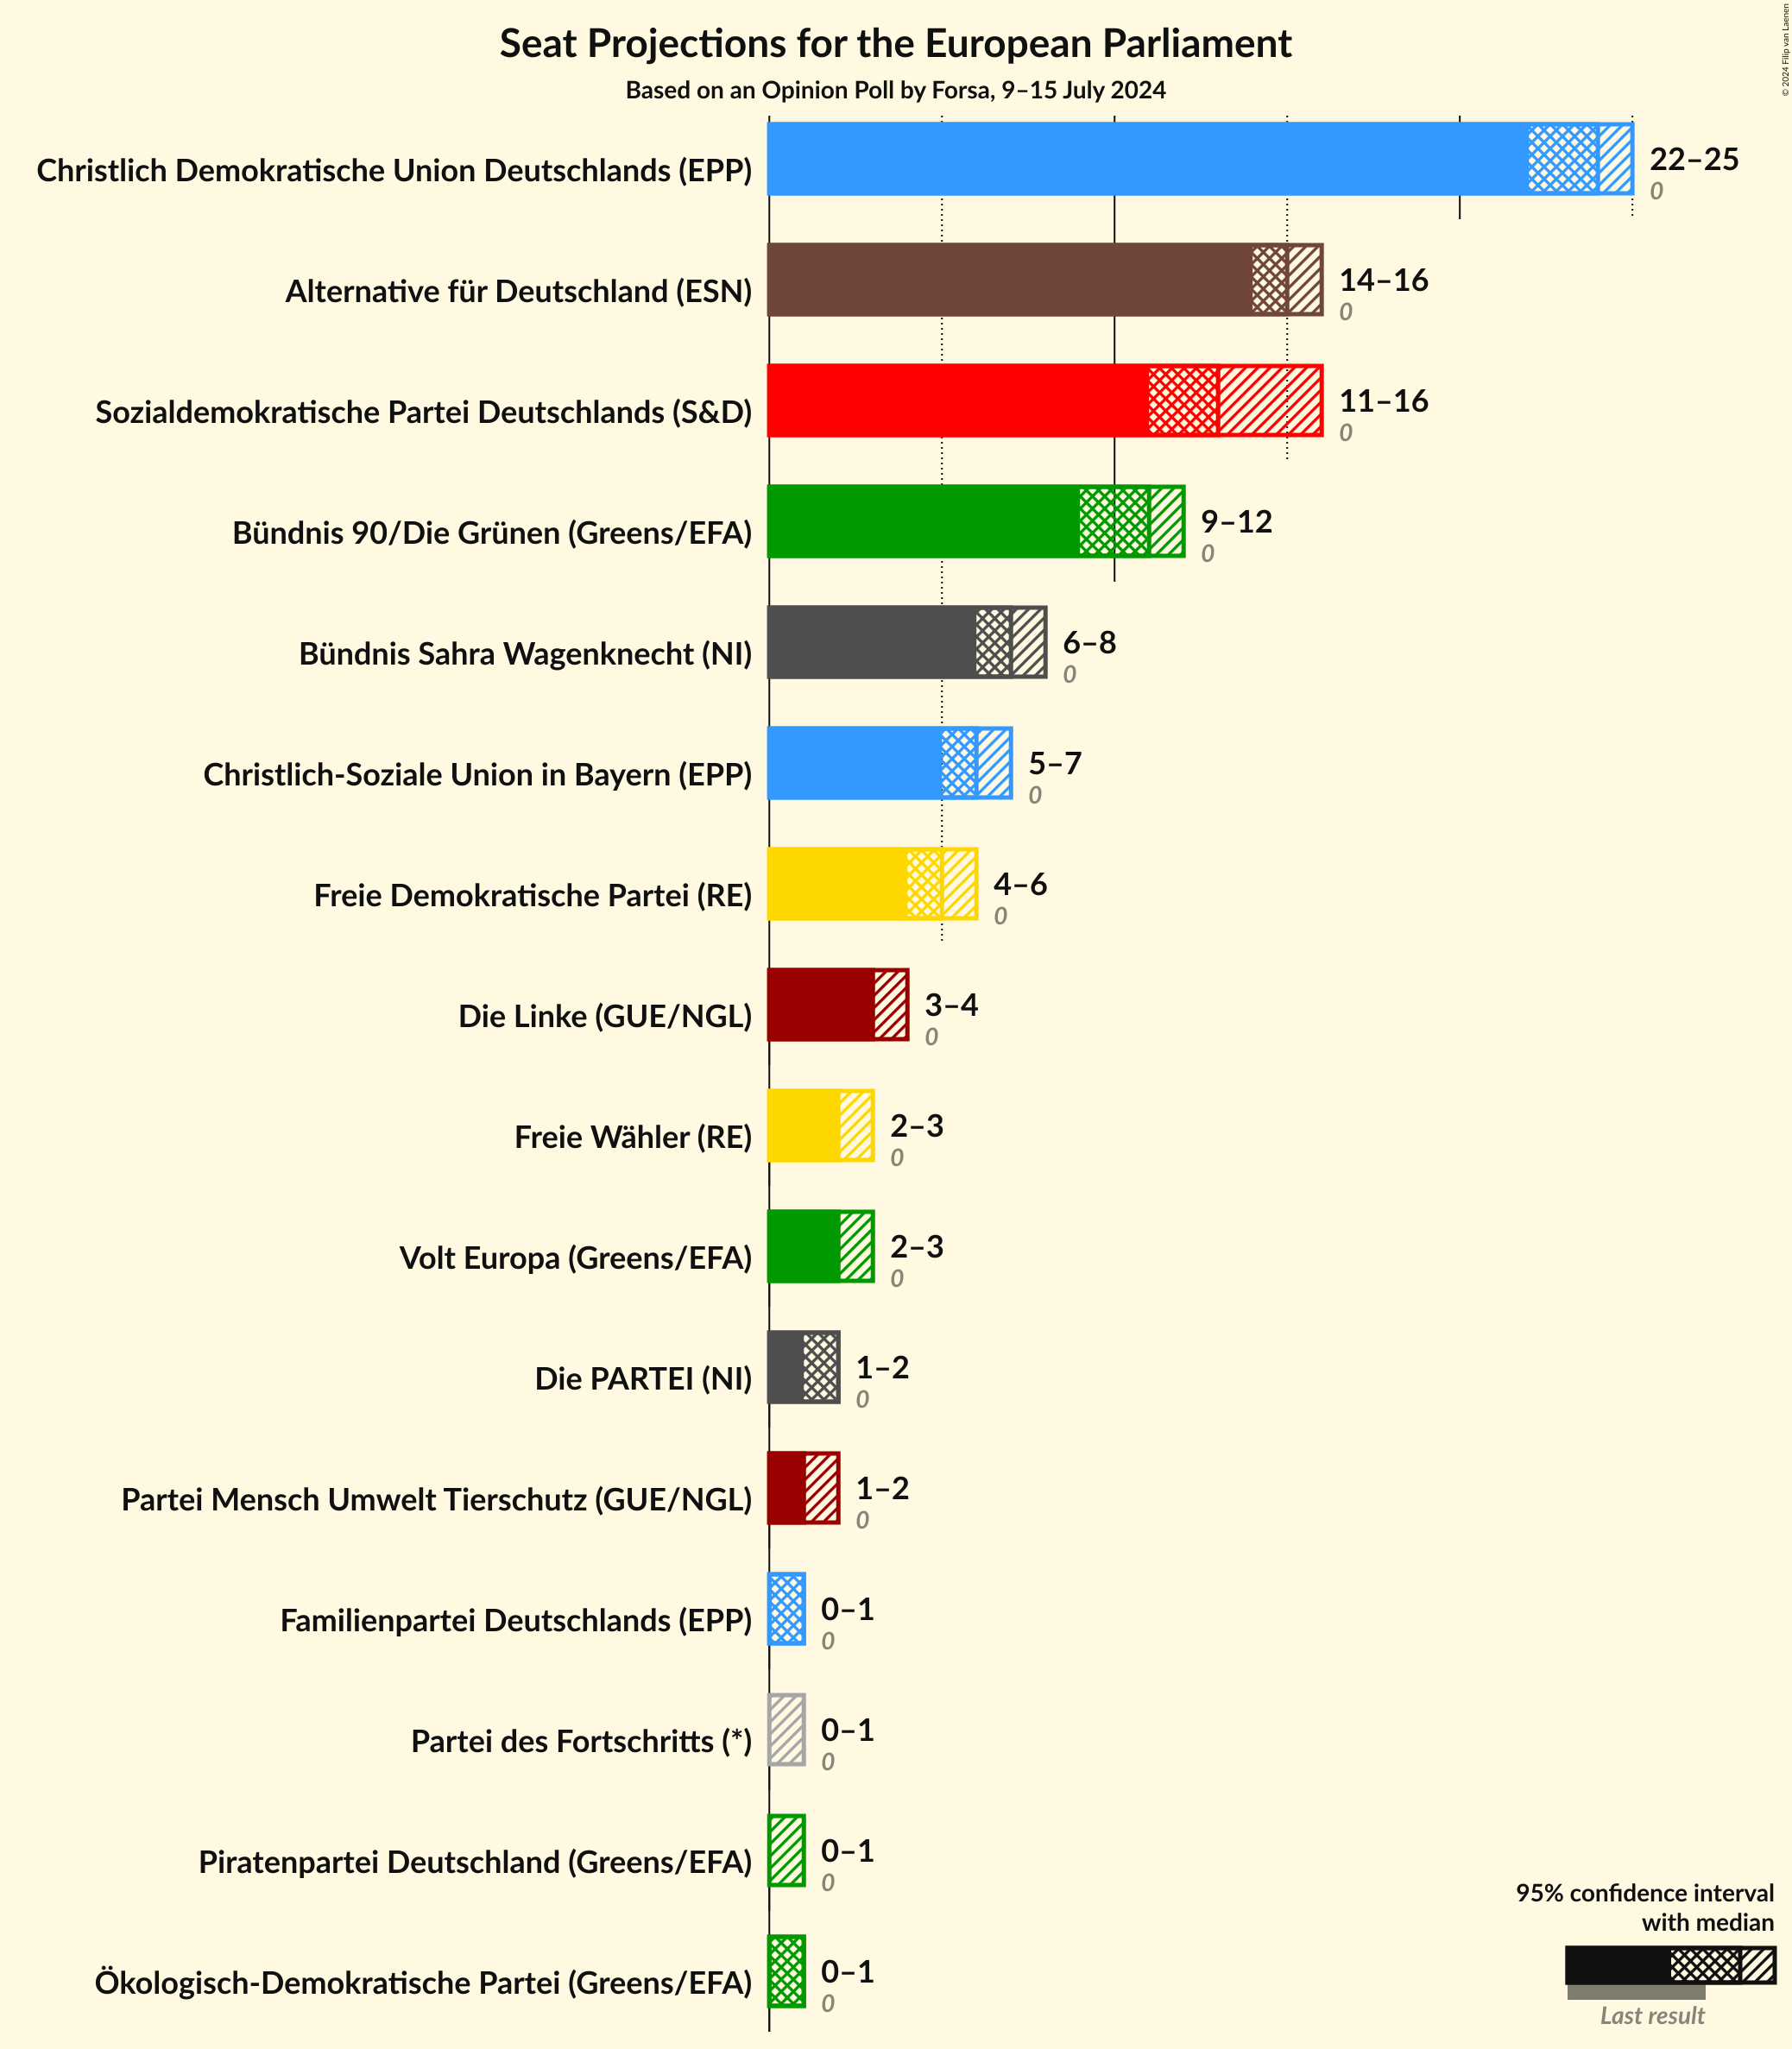 Seat Projections for the European Parliament
Based on an Opinion Poll by Forsa, 9–15 July 2024
© 2024 Filip van Laenen
Christlich Demokratische Union Deutschlands (EPP)
22–25
0
Alternative für Deutschland (ESN)
14–16
0
Sozialdemokratische Partei Deutschlands (S&D)
11–16
0
Bündnis 90/Die Grünen (Greens/EFA)
9–12
0
Bündnis Sahra Wagenknecht (NI)
6–8
0
Christlich-Soziale Union in Bayern (EPP)
5–7
0
Freie Demokratische Partei (RE)
4–6
0
Die Linke (GUE/NGL)
3–4
0
Freie Wähler (RE)
2–3
0
Volt Europa (Greens/EFA)
2–3
0
Die PARTEI (NI)
1–2
0
Partei Mensch Umwelt Tierschutz (GUE/NGL)
1–2
0
Familienpartei Deutschlands (EPP)
0–1
0
Partei des Fortschritts (*)
0–1
0
Piratenpartei Deutschland (Greens/EFA)
0–1
0
Ökologisch-Demokratische Partei (Greens/EFA)
0–1
0
95% confidence interval
with median
Last result